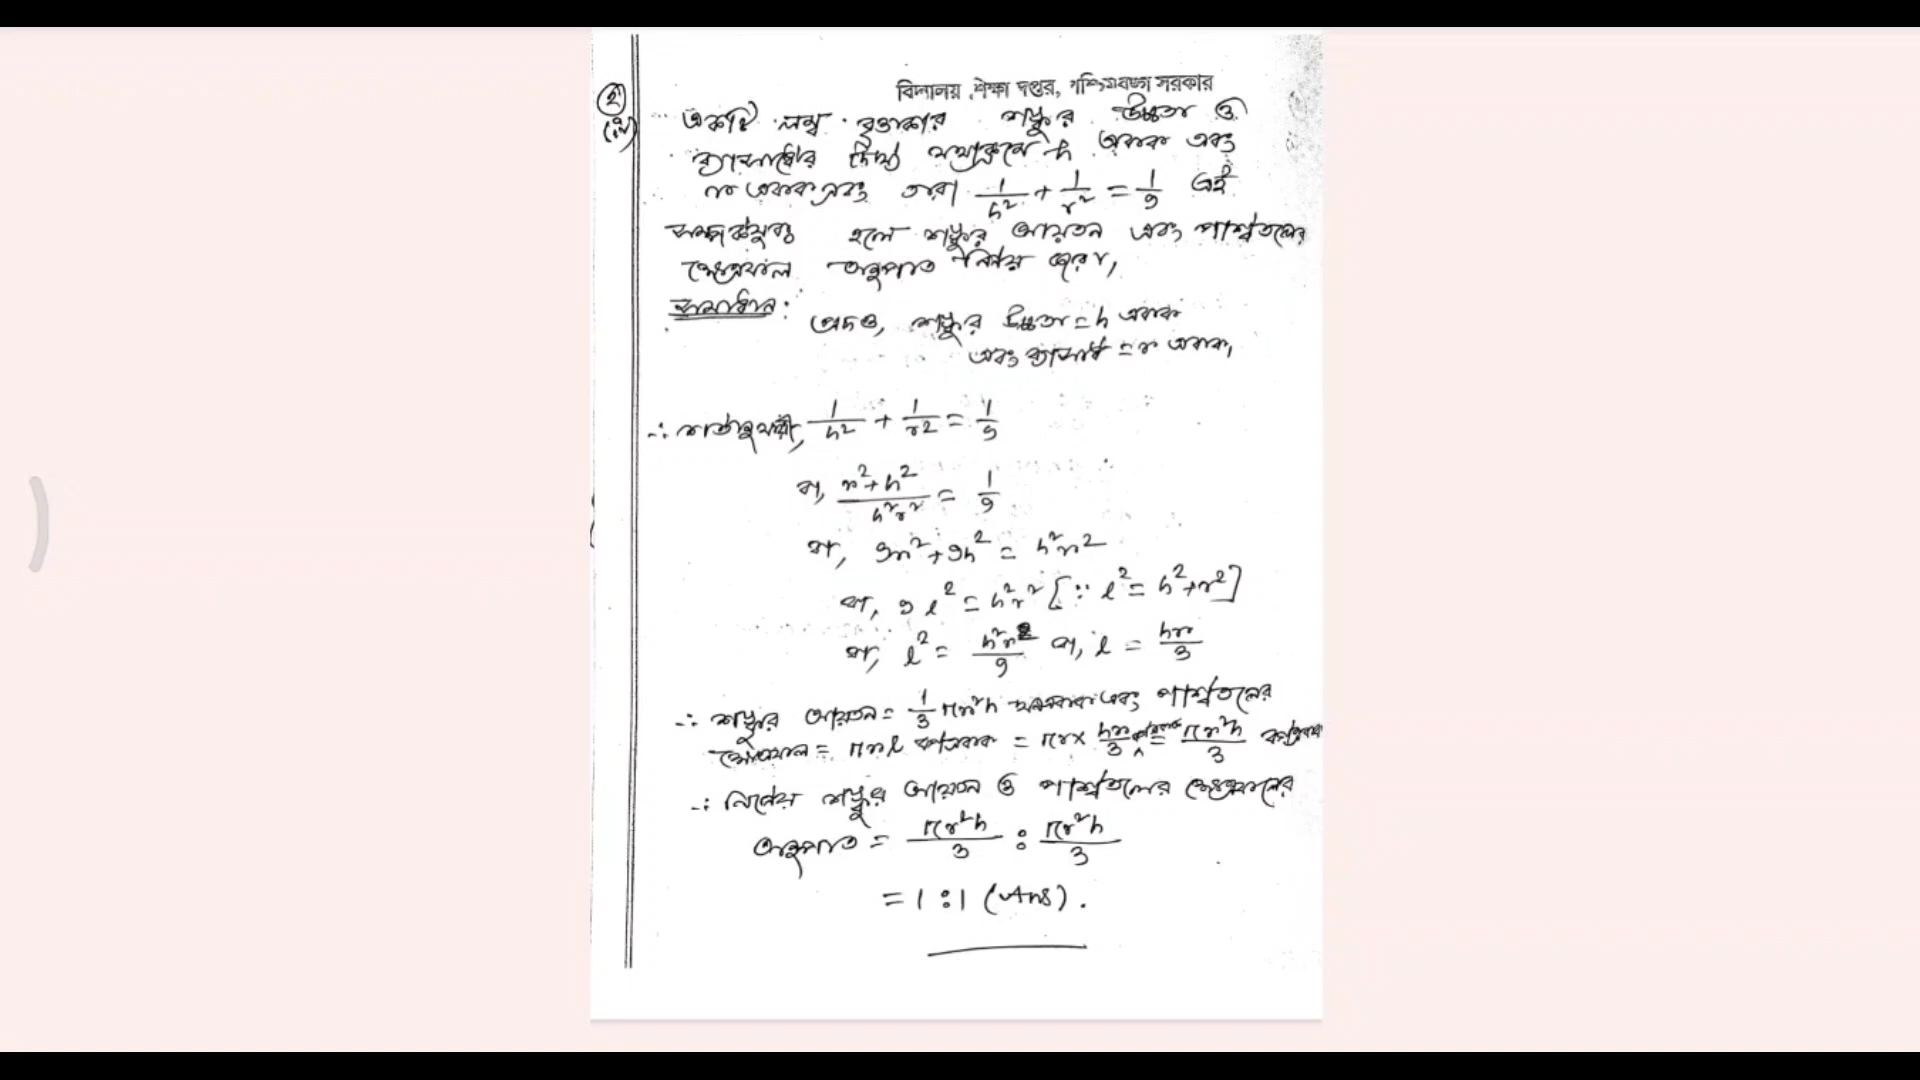 বিদ্যালয় শিক্ষা দপ্তর, পশ্চিমবঙ্গ সরকার
২
(iv) একটি লম্ব বৃত্তাকার শঙ্কুর উচ্চতা ও
ব্যাসার্ধের দৈর্ঘ্য যথাক্রমে h একক এবং
r একক এবং তারা 1/h² + 1/r² = 1/9 এই
সম্পর্কযুক্ত হলে শঙ্কুর আয়তন এবং পার্শ্বতলের
ক্ষেত্রফল অনুপাত নির্ণয় করো,
সমাধান:
প্রদত্ত, শঙ্কুর উচ্চতা = h একক
এবং ব্যাসার্ধ = r একক,
∴ শর্তানুযায়ী, 1/h² + 1/r² = 1/9
বা, (r² + h²)/(h²r²) = 1/9
বা, 9r² + 9h² = h²r²
বা, 9l² = h²r² [∵ l² = h² + r²]
বা, l² = h²r²/9 বা, l = hr/3
∴ শঙ্কুর আয়তন = 1/3 πr²h ঘনএকক এবং পার্শ্বতলের
ক্ষেত্রফল = πrl বর্গএকক = πr × hr/3 = πr²h/3
∴ নির্ণেয় শঙ্কুর আয়তন ও পার্শ্বতলের ক্ষেত্রফলের
অনুপাত = πr²h/3 : πr²h/3
= 1 : 1 (Ans).